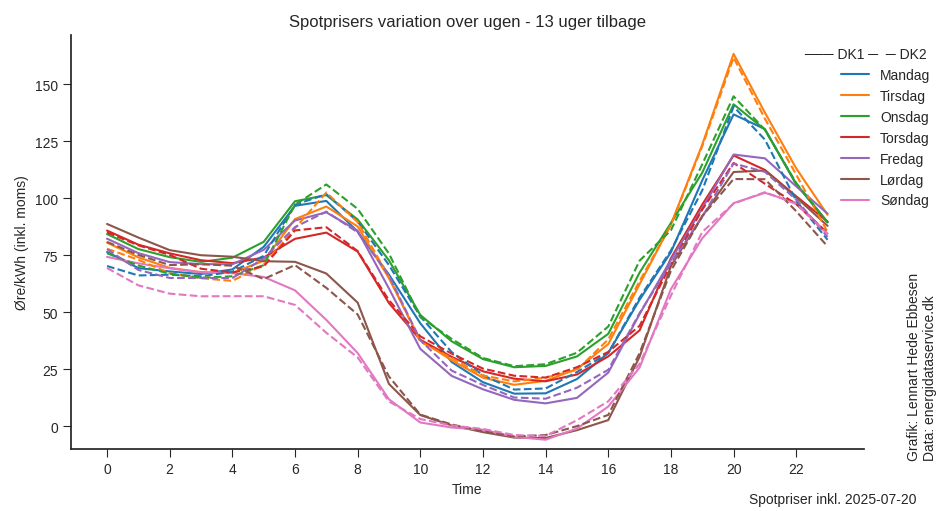 Spotprisers variation over ugen - 13 uger tilbage
Øre/kWh (inkl. moms)
150
125
100
75
50
25
0
0 2 4 6 8 10 12 14 16 18 20 22
Time
DK1 DK2
Mandag
Tirsdag
Onsdag
Torsdag
Fredag
Lørdag
Søndag
Grafik: Lennart Hede Ebbesen
Data: energidataservice.dk
Spotpriser inkl. 2025-07-20